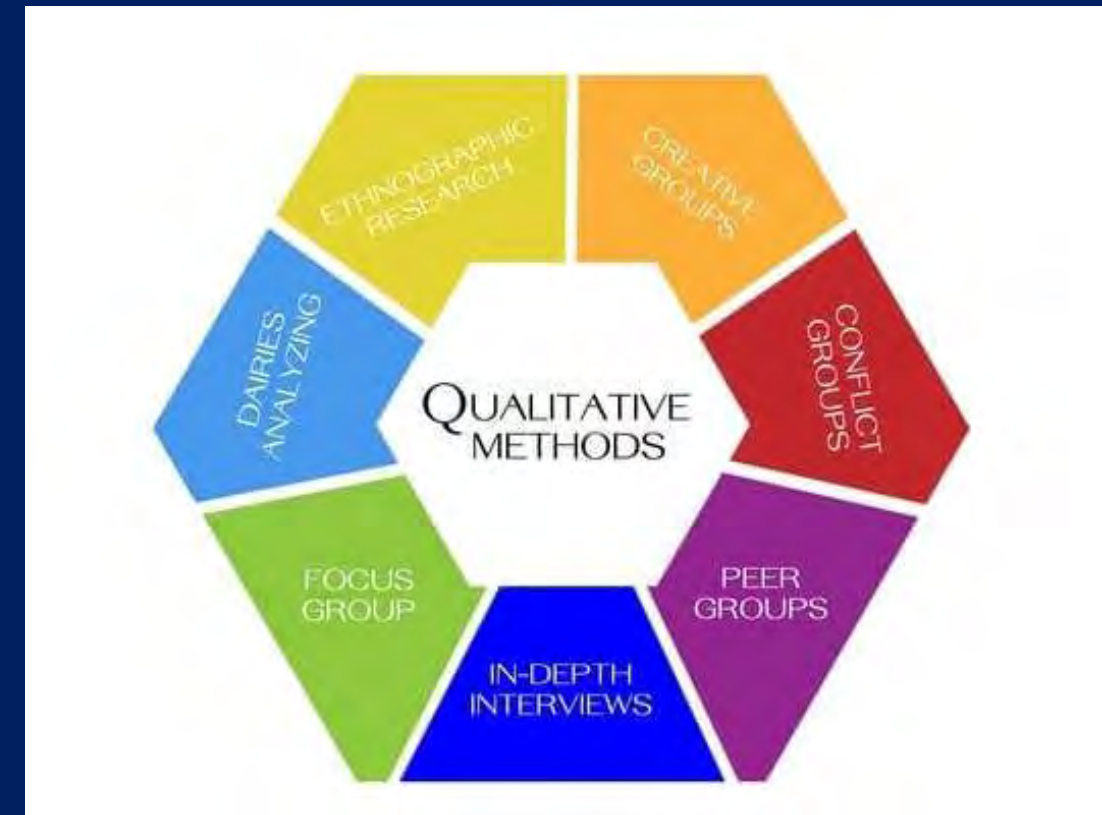 ETHNOGRAPHIC
RESEARCH
CREATIVE
GROUPS
DAIRIES
ANALYZING
CONFLICT
GROUPS
QUALITATIVE
METHODS
FOCUS
GROUP
PEER
GROUPS
IN-DEPTH
INTERVIEWS